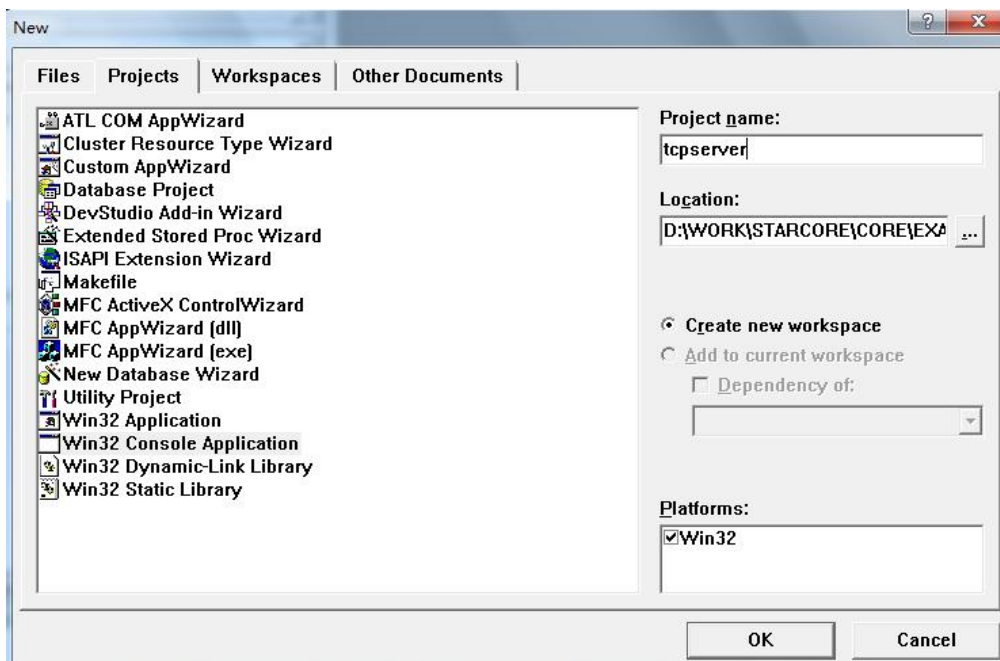 New
Files Projects Workspaces Other Documents
ATL COM AppWizard
Cluster Resource Type Wizard
Custom AppWizard
Database Project
DevStudio Add-in Wizard
Extended Stored Proc Wizard
ISAPI Extension Wizard
Makefile
MFC ActiveX ControlWizard
MFC AppWizard (dll)
MFC AppWizard (exe)
New Database Wizard
Utility Project
Win32 Application
Win32 Console Application
Win32 Dynamic-Link Library
Win32 Static Library
Project name:
tcpserver
Location:
D:\WORK\STARCORE\CORE\EXA
...
Create new workspace
Add to current workspace
Dependency of:
Platforms:
Win32
OK Cancel